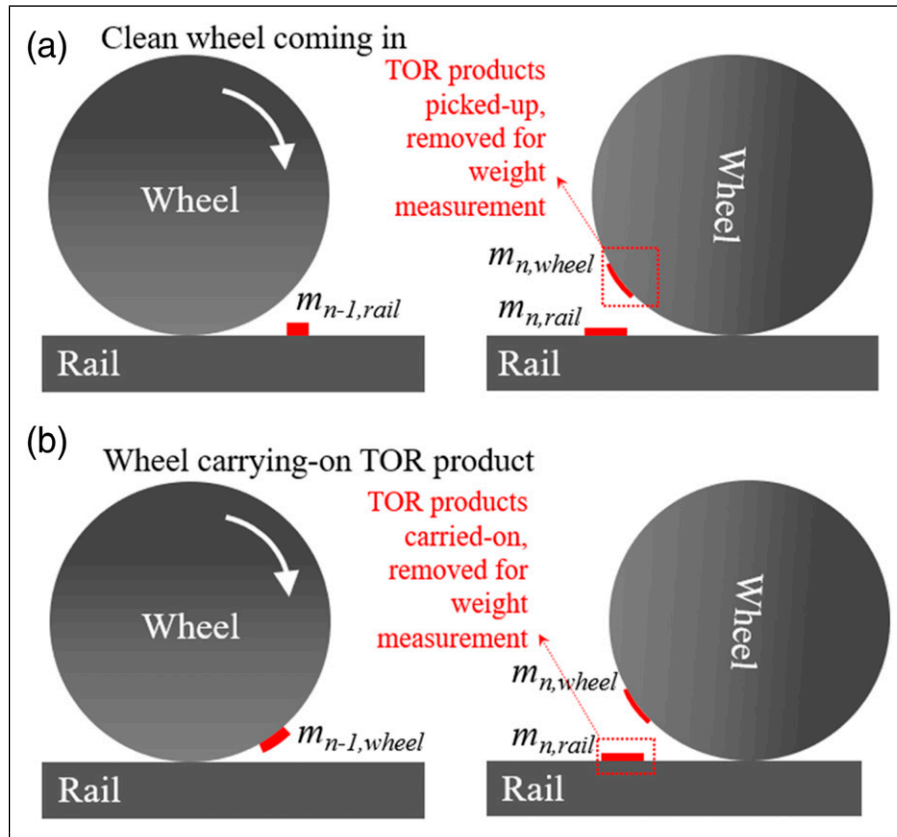 (a)
Clean wheel coming in
TOR products
picked-up,
removed for
weight
measurement
Wheel
Wheel
m_{n-1,rail}
m_{n,wheel}
m_{n,rail}
Rail
Rail
(b)
Wheel carrying-on TOR product
TOR products
carried-on,
removed for
weight
measurement
Wheel
Wheel
m_{n-1,wheel}
m_{n,wheel}
m_{n,rail}
Rail
Rail